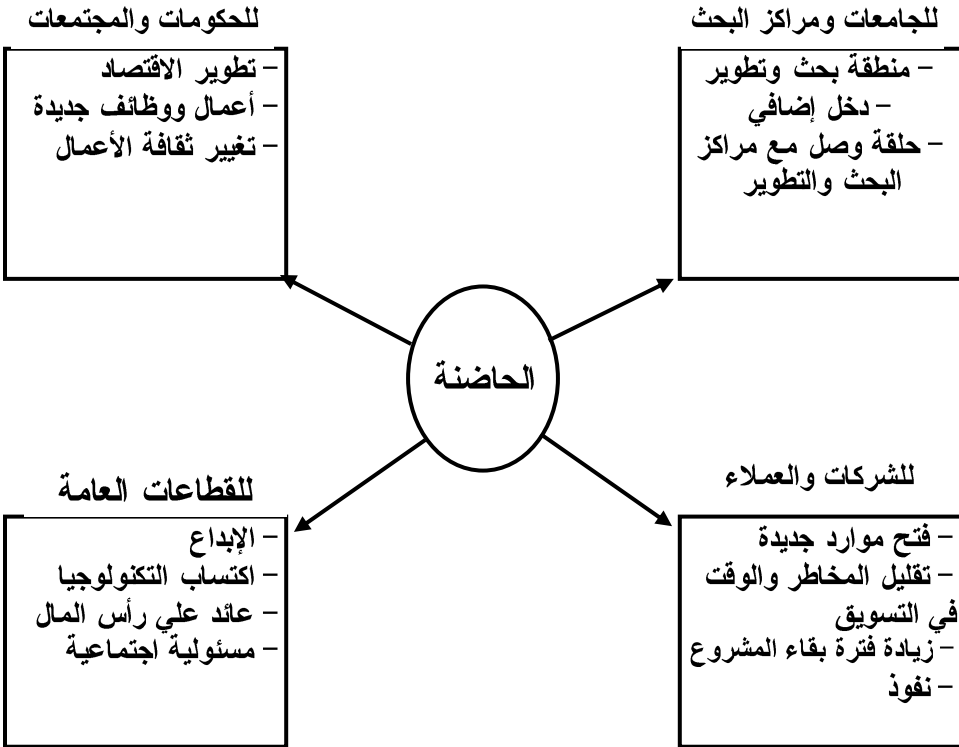 للجامعات ومراكز البحث
– منطقة بحث وتطوير
– دخل إضافي
– حلقة وصل مع مراكز
البحث والتطوير
للحكومات والمجتمعات
– تطوير الاقتصاد
– أعمال ووظائف جديدة
– تغيير ثقافة الأعمال
الحاضنة
للشركات والعملاء
– فتح موارد جديدة
– تقليل المخاطر والوقت
في التسويق
– زيادة فترة بقاء المشروع
– نفوذ
للقطاعات العامة
– الإبداع
– اكتساب التكنولوجيا
– عائد علي رأس المال
– مسئولية اجتماعية